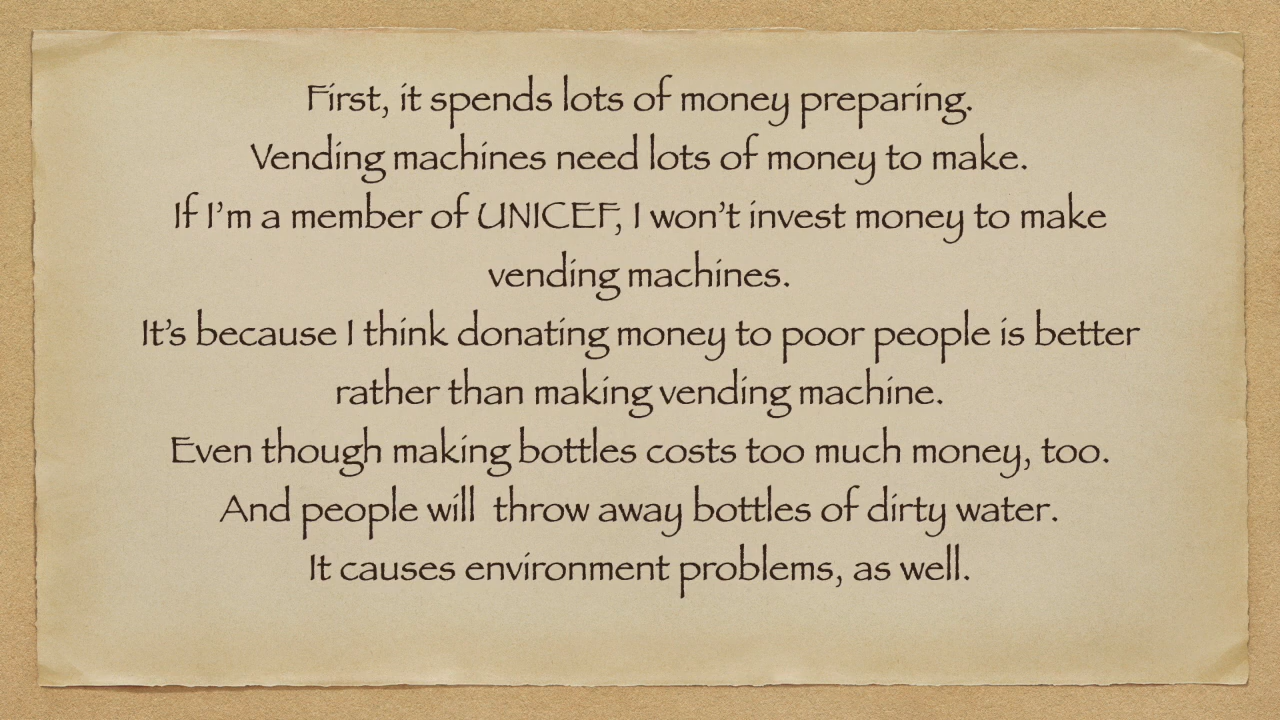 First, it spends lots of money preparing.
Vending machines need lots of money to make.
If I'm a member of UNICEF, I won't invest money to make
vending machines.
It's because I think donating money to poor people is better
rather than making vending machine.
Even though making bottles costs too much money, too.
And people will  throw away bottles of dirty water.
It causes environment problems, as well.